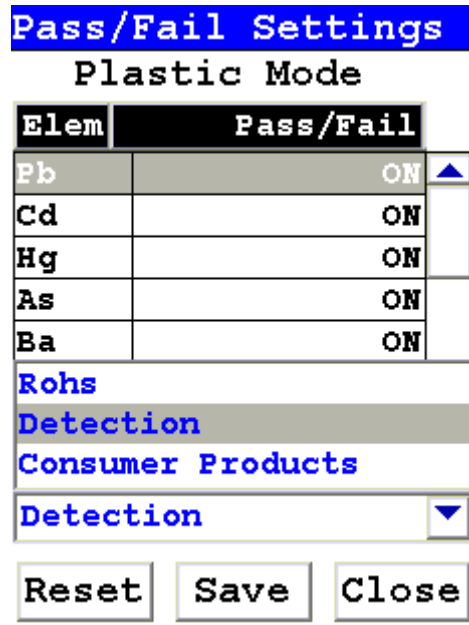 Pass/Fail Settings
Plastic Mode
Elem Pass/Fail
Pb ON
Cd ON
Hg ON
As ON
Ba ON
Rohs
Detection
Consumer Products
Detection
Reset Save Close